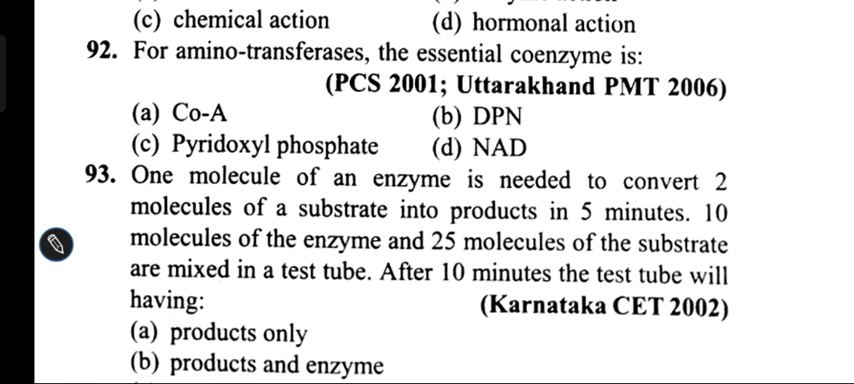 (c) chemical action (d) hormonal action
92. For amino-transferases, the essential coenzyme is:
(PCS 2001; Uttarakhand PMT 2006)
(a) Co-A (b) DPN
(c) Pyridoxyl phosphate (d) NAD
93. One molecule of an enzyme is needed to convert 2
molecules of a substrate into products in 5 minutes. 10
molecules of the enzyme and 25 molecules of the substrate
are mixed in a test tube. After 10 minutes the test tube will
having: (Karnataka CET 2002)
(a) products only
(b) products and enzyme